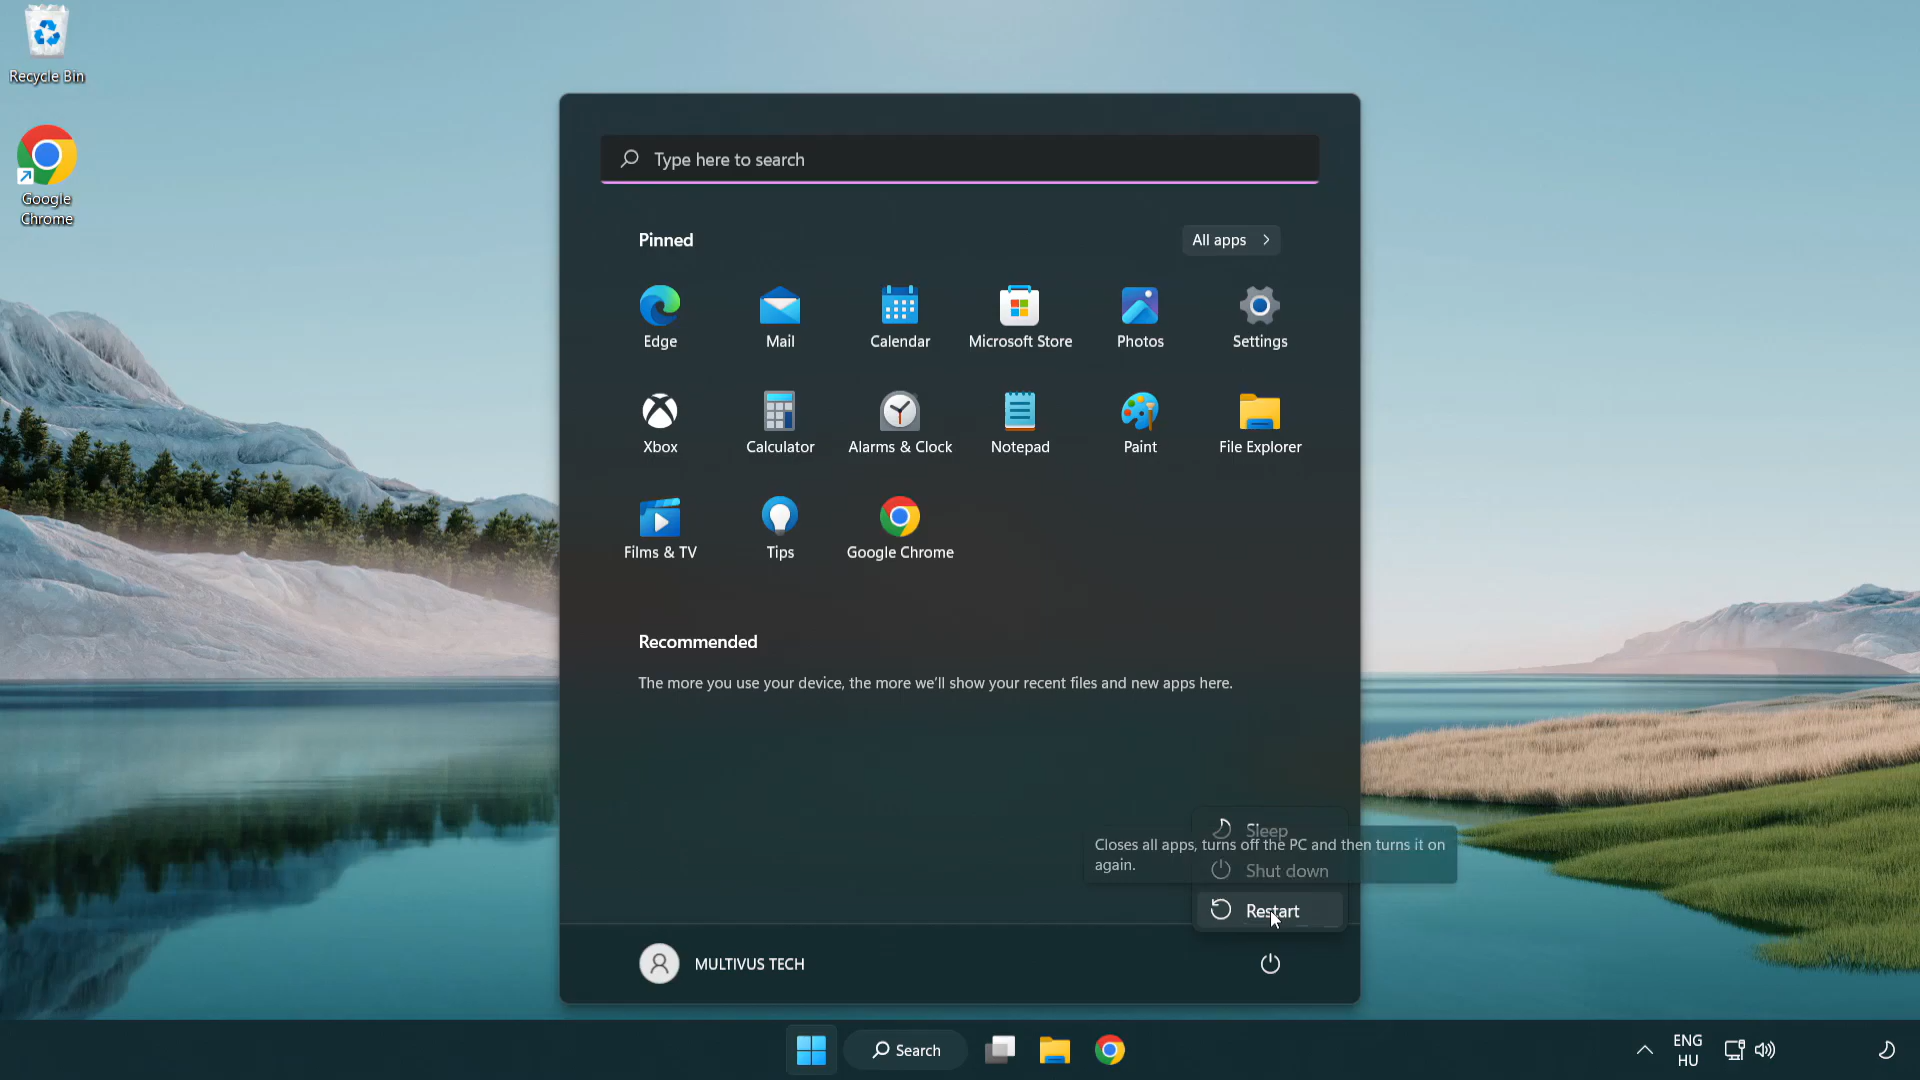 Recycle Bin
Google
Chrome
Type here to search
Pinned
All apps
Edge
Mail
Calendar
Microsoft Store
Photos
Settings
Xbox
Calculator
Alarms & Clock
Notepad
Paint
File Explorer
Films & TV
Tips
Google Chrome
Recommended
The more you use your device, the more we'll show your recent files and new apps here.
Sleep
Closes all apps, turns off the PC and then turns it on
again.
Shut down
Restart
MULTIVUS TECH
Search
ENG
HU